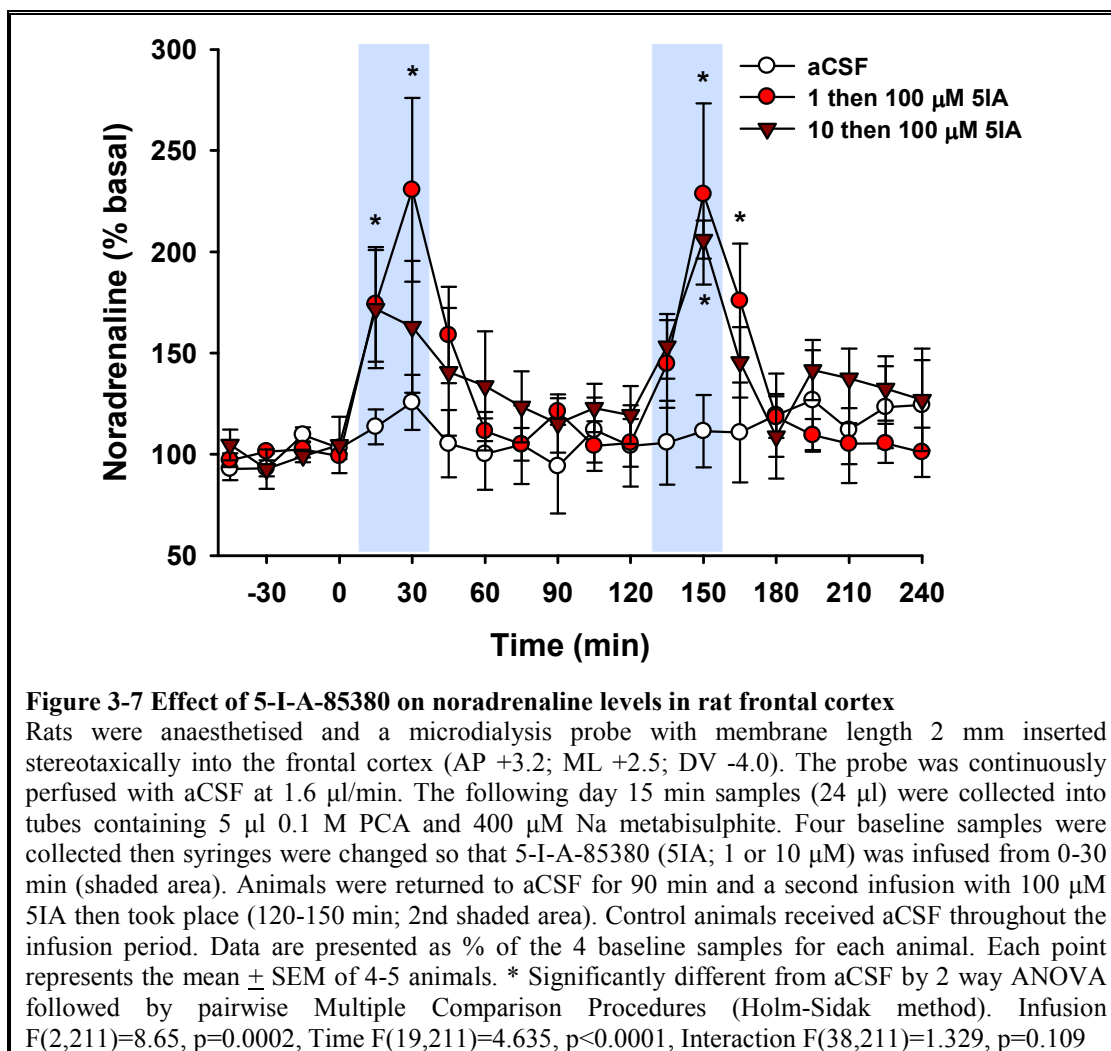 300
250
200
150
100
50
Noradrenaline (% basal)
* * * * * *
aCSF
1 then 100 μM 5IA
10 then 100 μM 5IA
-30 0 30 60 90 120 150 180 210 240
Time (min)
Figure 3-7 Effect of 5-I-A-85380 on noradrenaline levels in rat frontal cortex
Rats were anaesthetised and a microdialysis probe with membrane length 2 mm inserted
stereotaxically into the frontal cortex (AP +3.2; ML +2.5; DV -4.0). The probe was continuously
perfused with aCSF at 1.6 μl/min. The following day 15 min samples (24 μl) were collected into
tubes containing 5 μl 0.1 M PCA and 400 μM Na metabisulphite. Four baseline samples were
collected then syringes were changed so that 5-I-A-85380 (5IA; 1 or 10 μM) was infused from 0-30
min (shaded area). Animals were returned to aCSF for 90 min and a second infusion with 100 μM
5IA then took place (120-150 min; 2nd shaded area). Control animals received aCSF throughout the
infusion period. Data are presented as % of the 4 baseline samples for each animal. Each point
represents the mean + SEM of 4-5 animals. * Significantly different from aCSF by 2 way ANOVA
followed by pairwise Multiple Comparison Procedures (Holm-Sidak method). Infusion
F(2,211)=8.65, p=0.0002, Time F(19,211)=4.635, p<0.0001, Interaction F(38,211)=1.329, p=0.109